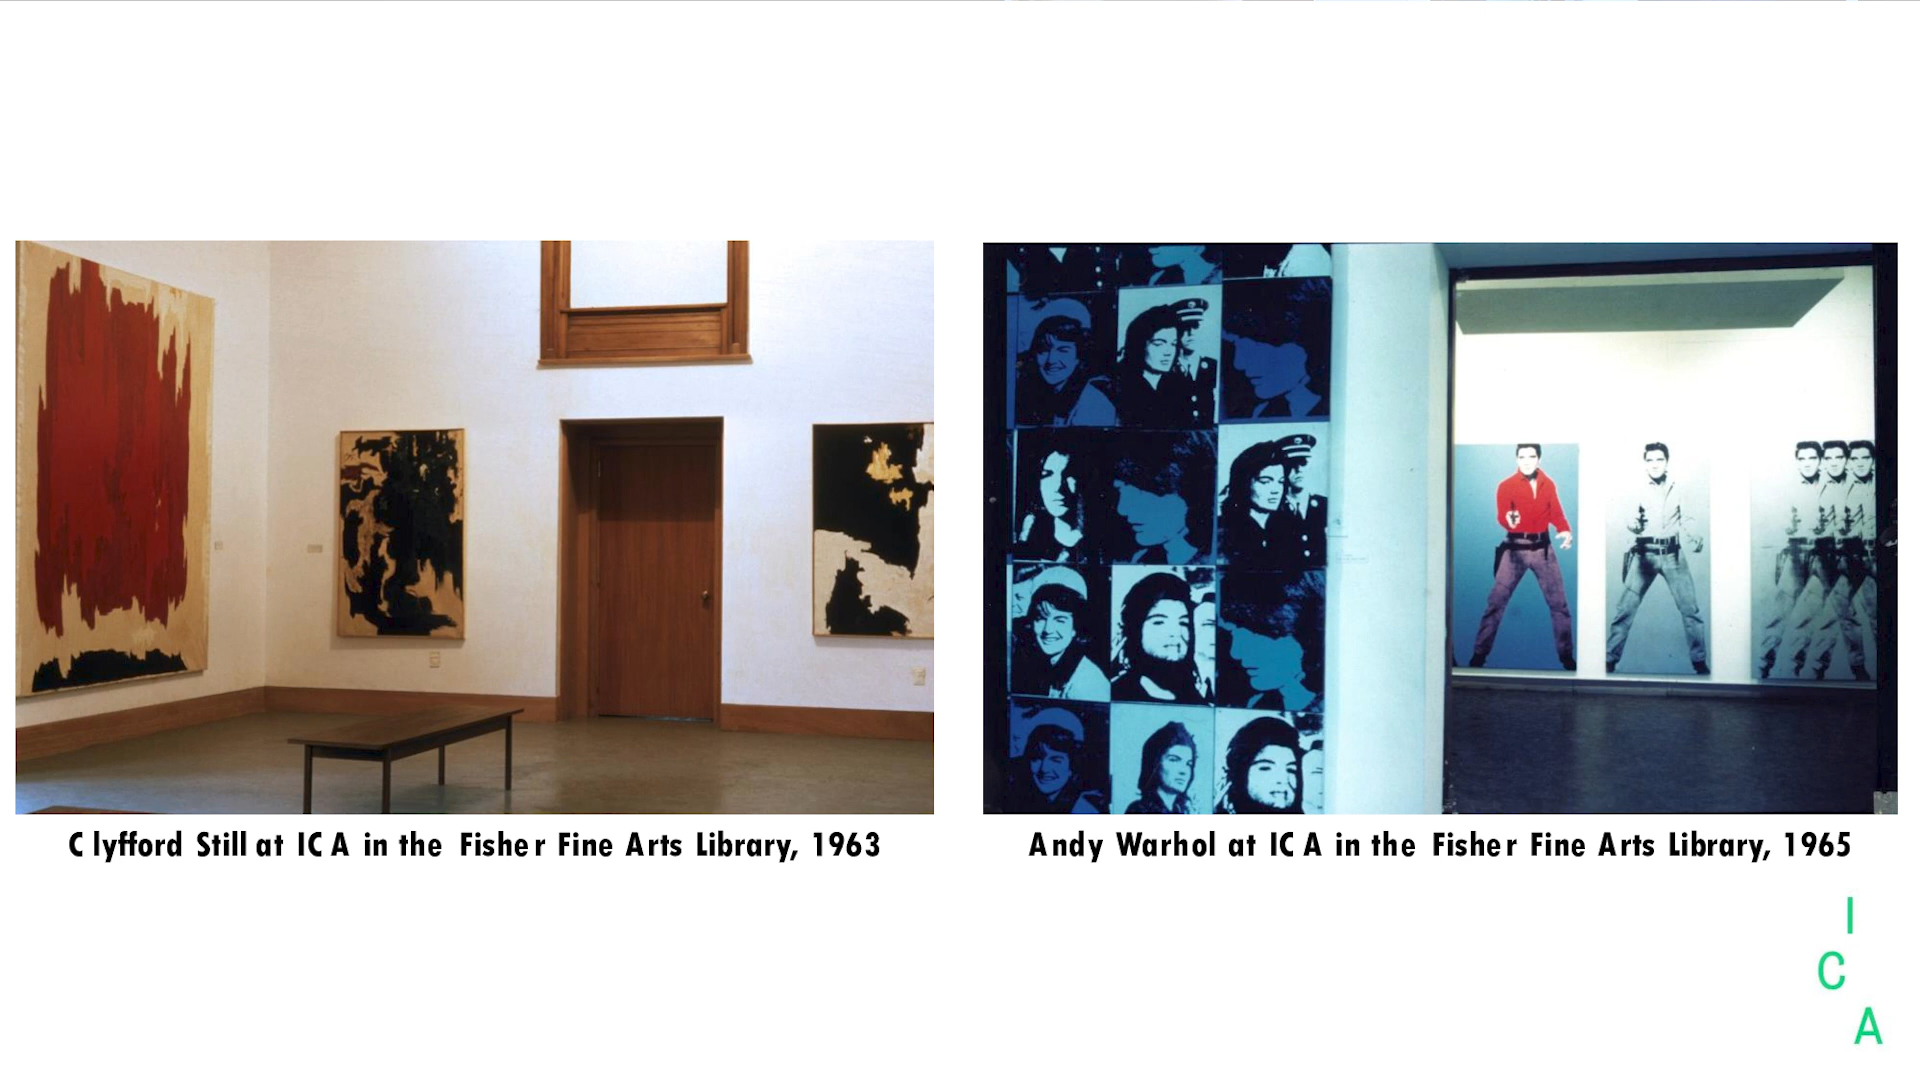 Clyfford Still at ICA in the Fisher Fine Arts Library, 1963
Andy Warhol at ICA in the Fisher Fine Arts Library, 1965
I
C
A